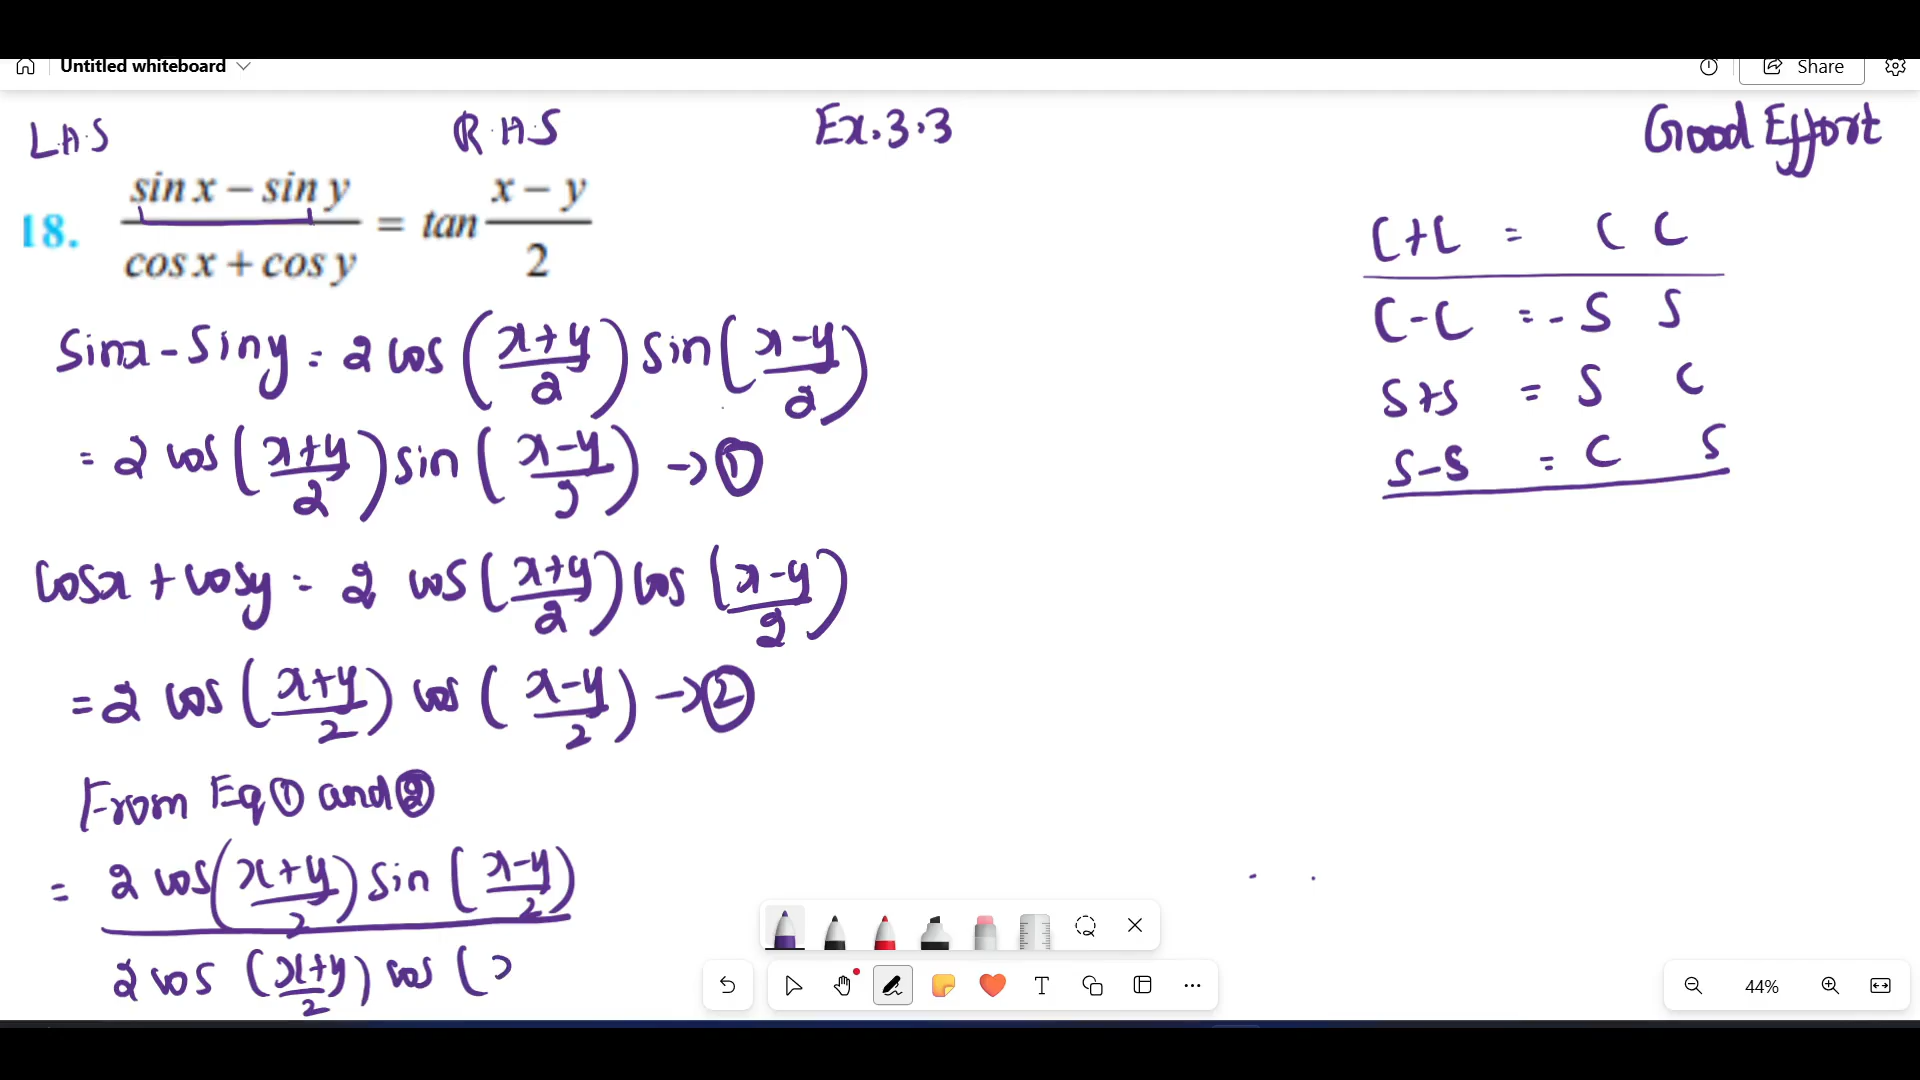 Untitled whiteboard
Share
L.H.S R.H.S Ex.3.3 Good Effort
18. (sin x − sin y)/(cos x + cos y) = tan (x − y)/2
C+C = C C
C-C = - S S
S+S = S C
S-S = C S
Sinx - Siny = 2 cos (x+y/2) sin (x-y/2)
= 2 cos (x+y/2) sin (x-y/2) → ①
Cosx + cosy = 2 cos (x+y/2) cos (x-y/2)
= 2 cos (x+y/2) cos (x-y/2) → ②
From Eq ① and ②
= 2 cos (x+y/2) sin (x-y/2)
2 cos (x+y/2) cos (
44%